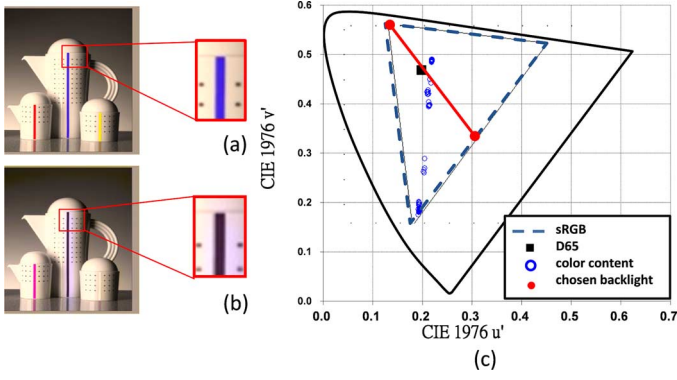 (a)
(b)
CIE 1976 v'
0.6
0.5
0.4
0.3
0.2
0.1
0.0
0.0 0.1 0.2 0.3 0.4 0.5 0.6 0.7
CIE 1976 u'
sRGB
D65
color content
chosen backlight
(c)